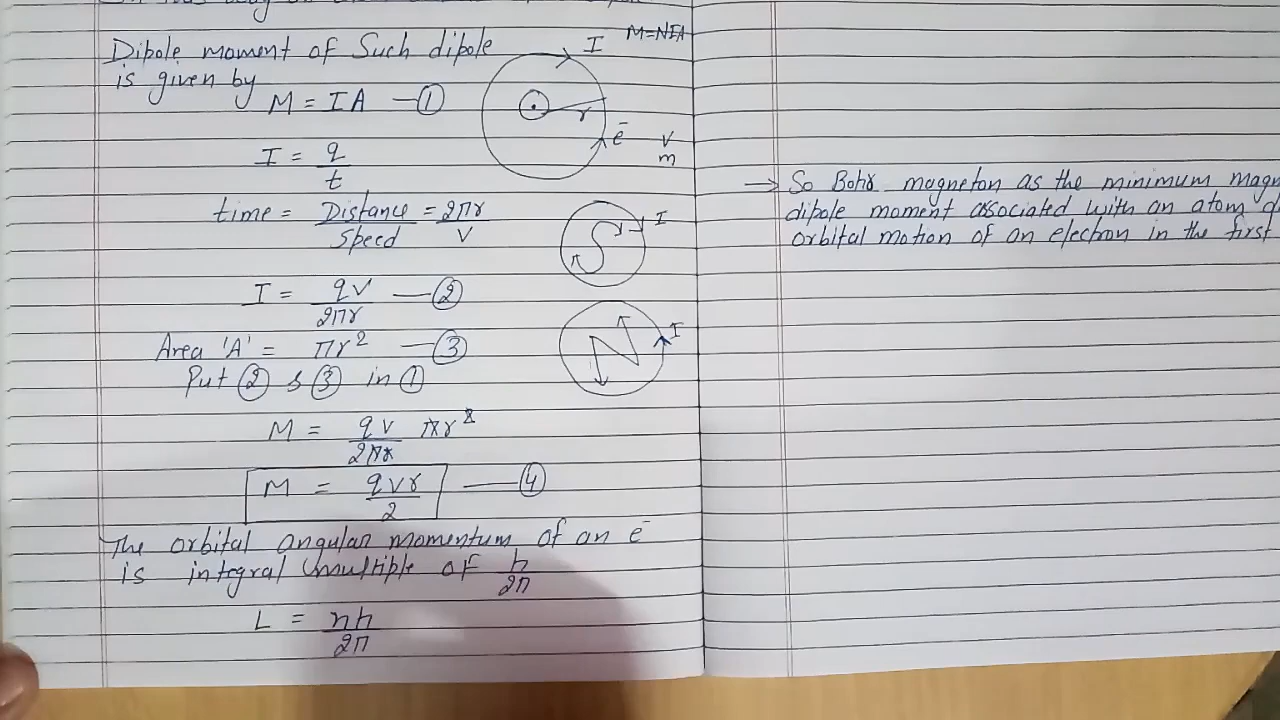 Dipole moment of Such dipole
is given by
M = IA — ①
I = q/t
time = Distance/Speed = 2πr/v
I = qv/2πr — ②
Area 'A' = πr² — ③
Put ② & ③ in ①
M = qv/2πr πr²
M = qvr/2 — ④
The orbital angular momentum of an e⁻
is integral multiple of h/2π
L = nh/2π
I
M=NIA
r
e⁻
v
m
S
I
N
I
→ So Bohr magneton as the minimum magn
dipole moment associated with an atom
orbital motion of an electron in the first